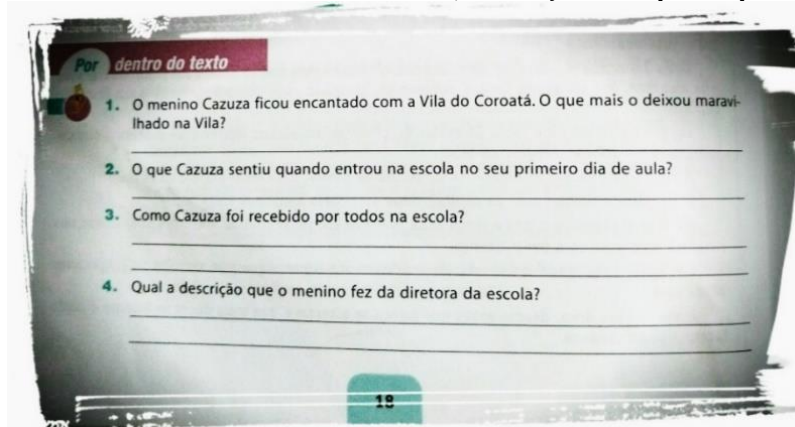 Por dentro do texto
1. O menino Cazuza ficou encantado com a Vila do Coroatá. O que mais o deixou maravi-
lhado na Vila?
2. O que Cazuza sentiu quando entrou na escola no seu primeiro dia de aula?
3. Como Cazuza foi recebido por todos na escola?
4. Qual a descrição que o menino fez da diretora da escola?
18